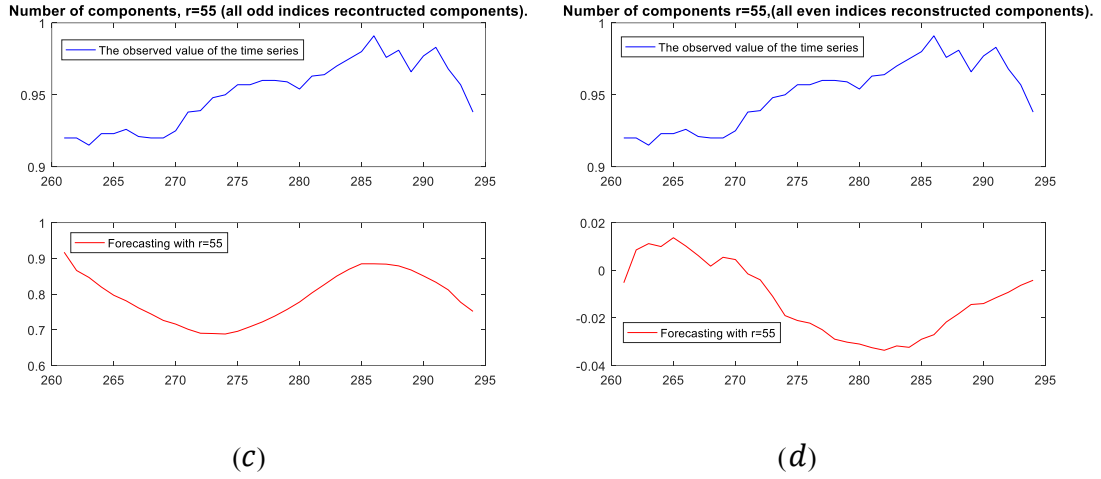 Number of components, r=55 (all odd indices recontructed components).
1
0.95
0.9
The observed value of the time series
260 265 270 275 280 285 290 295
1
0.9
0.8
0.7
0.6
Forecasting with r=55
260 265 270 275 280 285 290 295
(c)
Number of components r=55,(all even indices reconstructed components).
1
0.95
0.9
The observed value of the time series
260 265 270 275 280 285 290 295
0.02
0
-0.02
-0.04
Forecasting with r=55
260 265 270 275 280 285 290 295
(d)